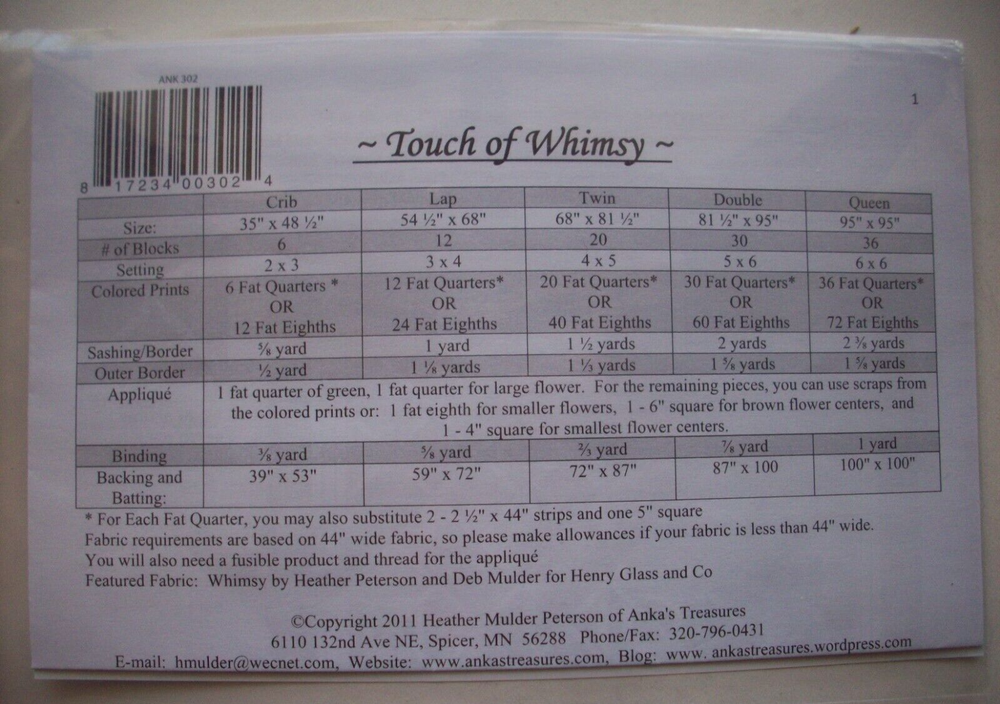 ANK 302
1
8 17234 00302 4
~ Touch of Whimsy ~
Crib Lap Twin Double Queen
Size: 35" x 48 ½" 54 ½" x 68" 68" x 81 ½" 81 ½" x 95" 95" x 95"
# of Blocks 6 12 20 30 36
Setting 2 x 3 3 x 4 4 x 5 5 x 6 6 x 6
Colored Prints 6 Fat Quarters * 12 Fat Quarters* 20 Fat Quarters* 30 Fat Quarters* 36 Fat Quarters*
OR OR OR OR OR
12 Fat Eighths 24 Fat Eighths 40 Fat Eighths 60 Fat Eighths 72 Fat Eighths
Sashing/Border ⅝ yard 1 yard 1 ½ yards 2 yards 2 ⅜ yards
Outer Border ½ yard 1 ⅛ yards 1 ⅓ yards 1 ⅝ yards 1 ⅝ yards
Appliqué 1 fat quarter of green, 1 fat quarter for large flower. For the remaining pieces, you can use scraps from
the colored prints or: 1 fat eighth for smaller flowers, 1 - 6" square for brown flower centers, and
1 - 4" square for smallest flower centers.
Binding ⅜ yard ⅝ yard ⅔ yard ⅞ yard 1 yard
Backing and 39" x 53" 59" x 72" 72" x 87" 87" x 100 100" x 100"
Batting:
* For Each Fat Quarter, you may also substitute 2 - 2 ½" x 44" strips and one 5" square
Fabric requirements are based on 44" wide fabric, so please make allowances if your fabric is less than 44" wide.
You will also need a fusible product and thread for the appliqué
Featured Fabric: Whimsy by Heather Peterson and Deb Mulder for Henry Glass and Co
©Copyright 2011 Heather Mulder Peterson of Anka's Treasures
6110 132nd Ave NE, Spicer, MN 56288 Phone/Fax: 320-796-0431
E-mail: hmulder@wecnet.com, Website: www.ankastreasures.com, Blog: www. ankastreasures.wordpress.com